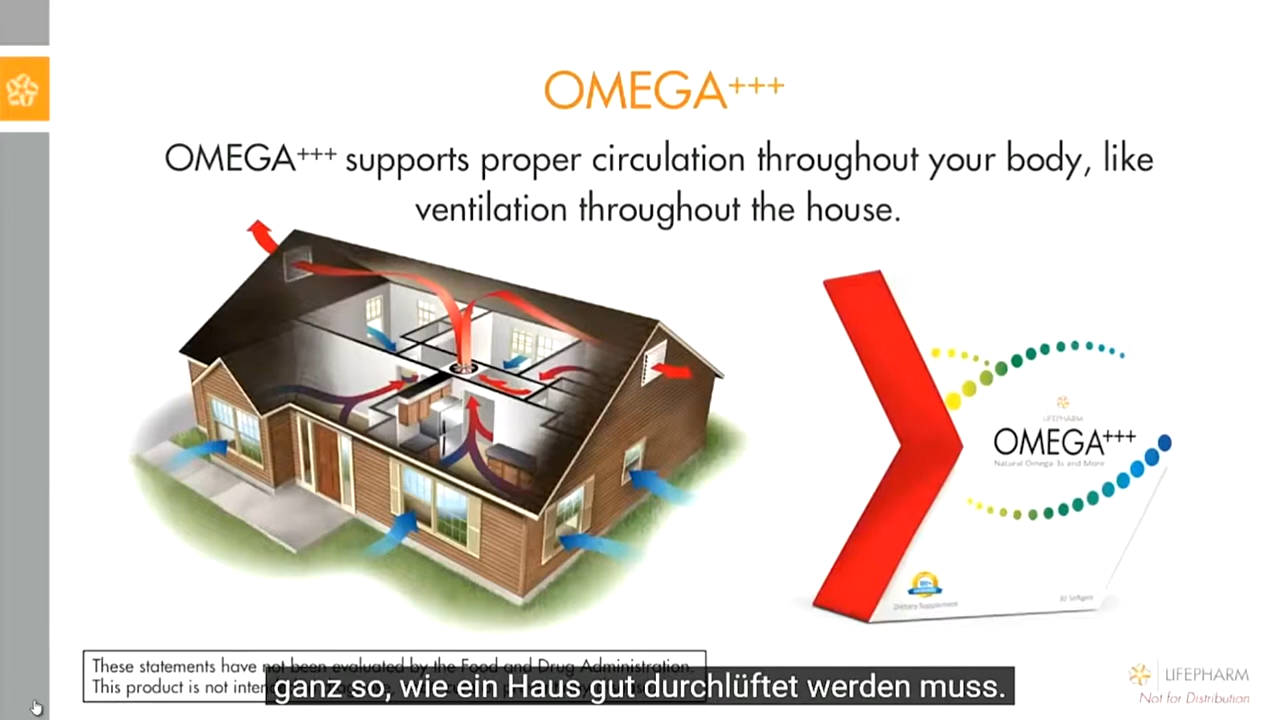 OMEGA+++
OMEGA+++ supports proper circulation throughout your body, like
ventilation throughout the house.
LIFEPHARM
OMEGA+++
Natural Omega-3s and More
100%
Dietary Supplement
30 Softgels
These statements have not been evaluated by the Food and Drug Administration.
This product is not
ganz so, wie ein Haus gut durchlüftet werden muss.
LIFEPHARM
Not for Distribution